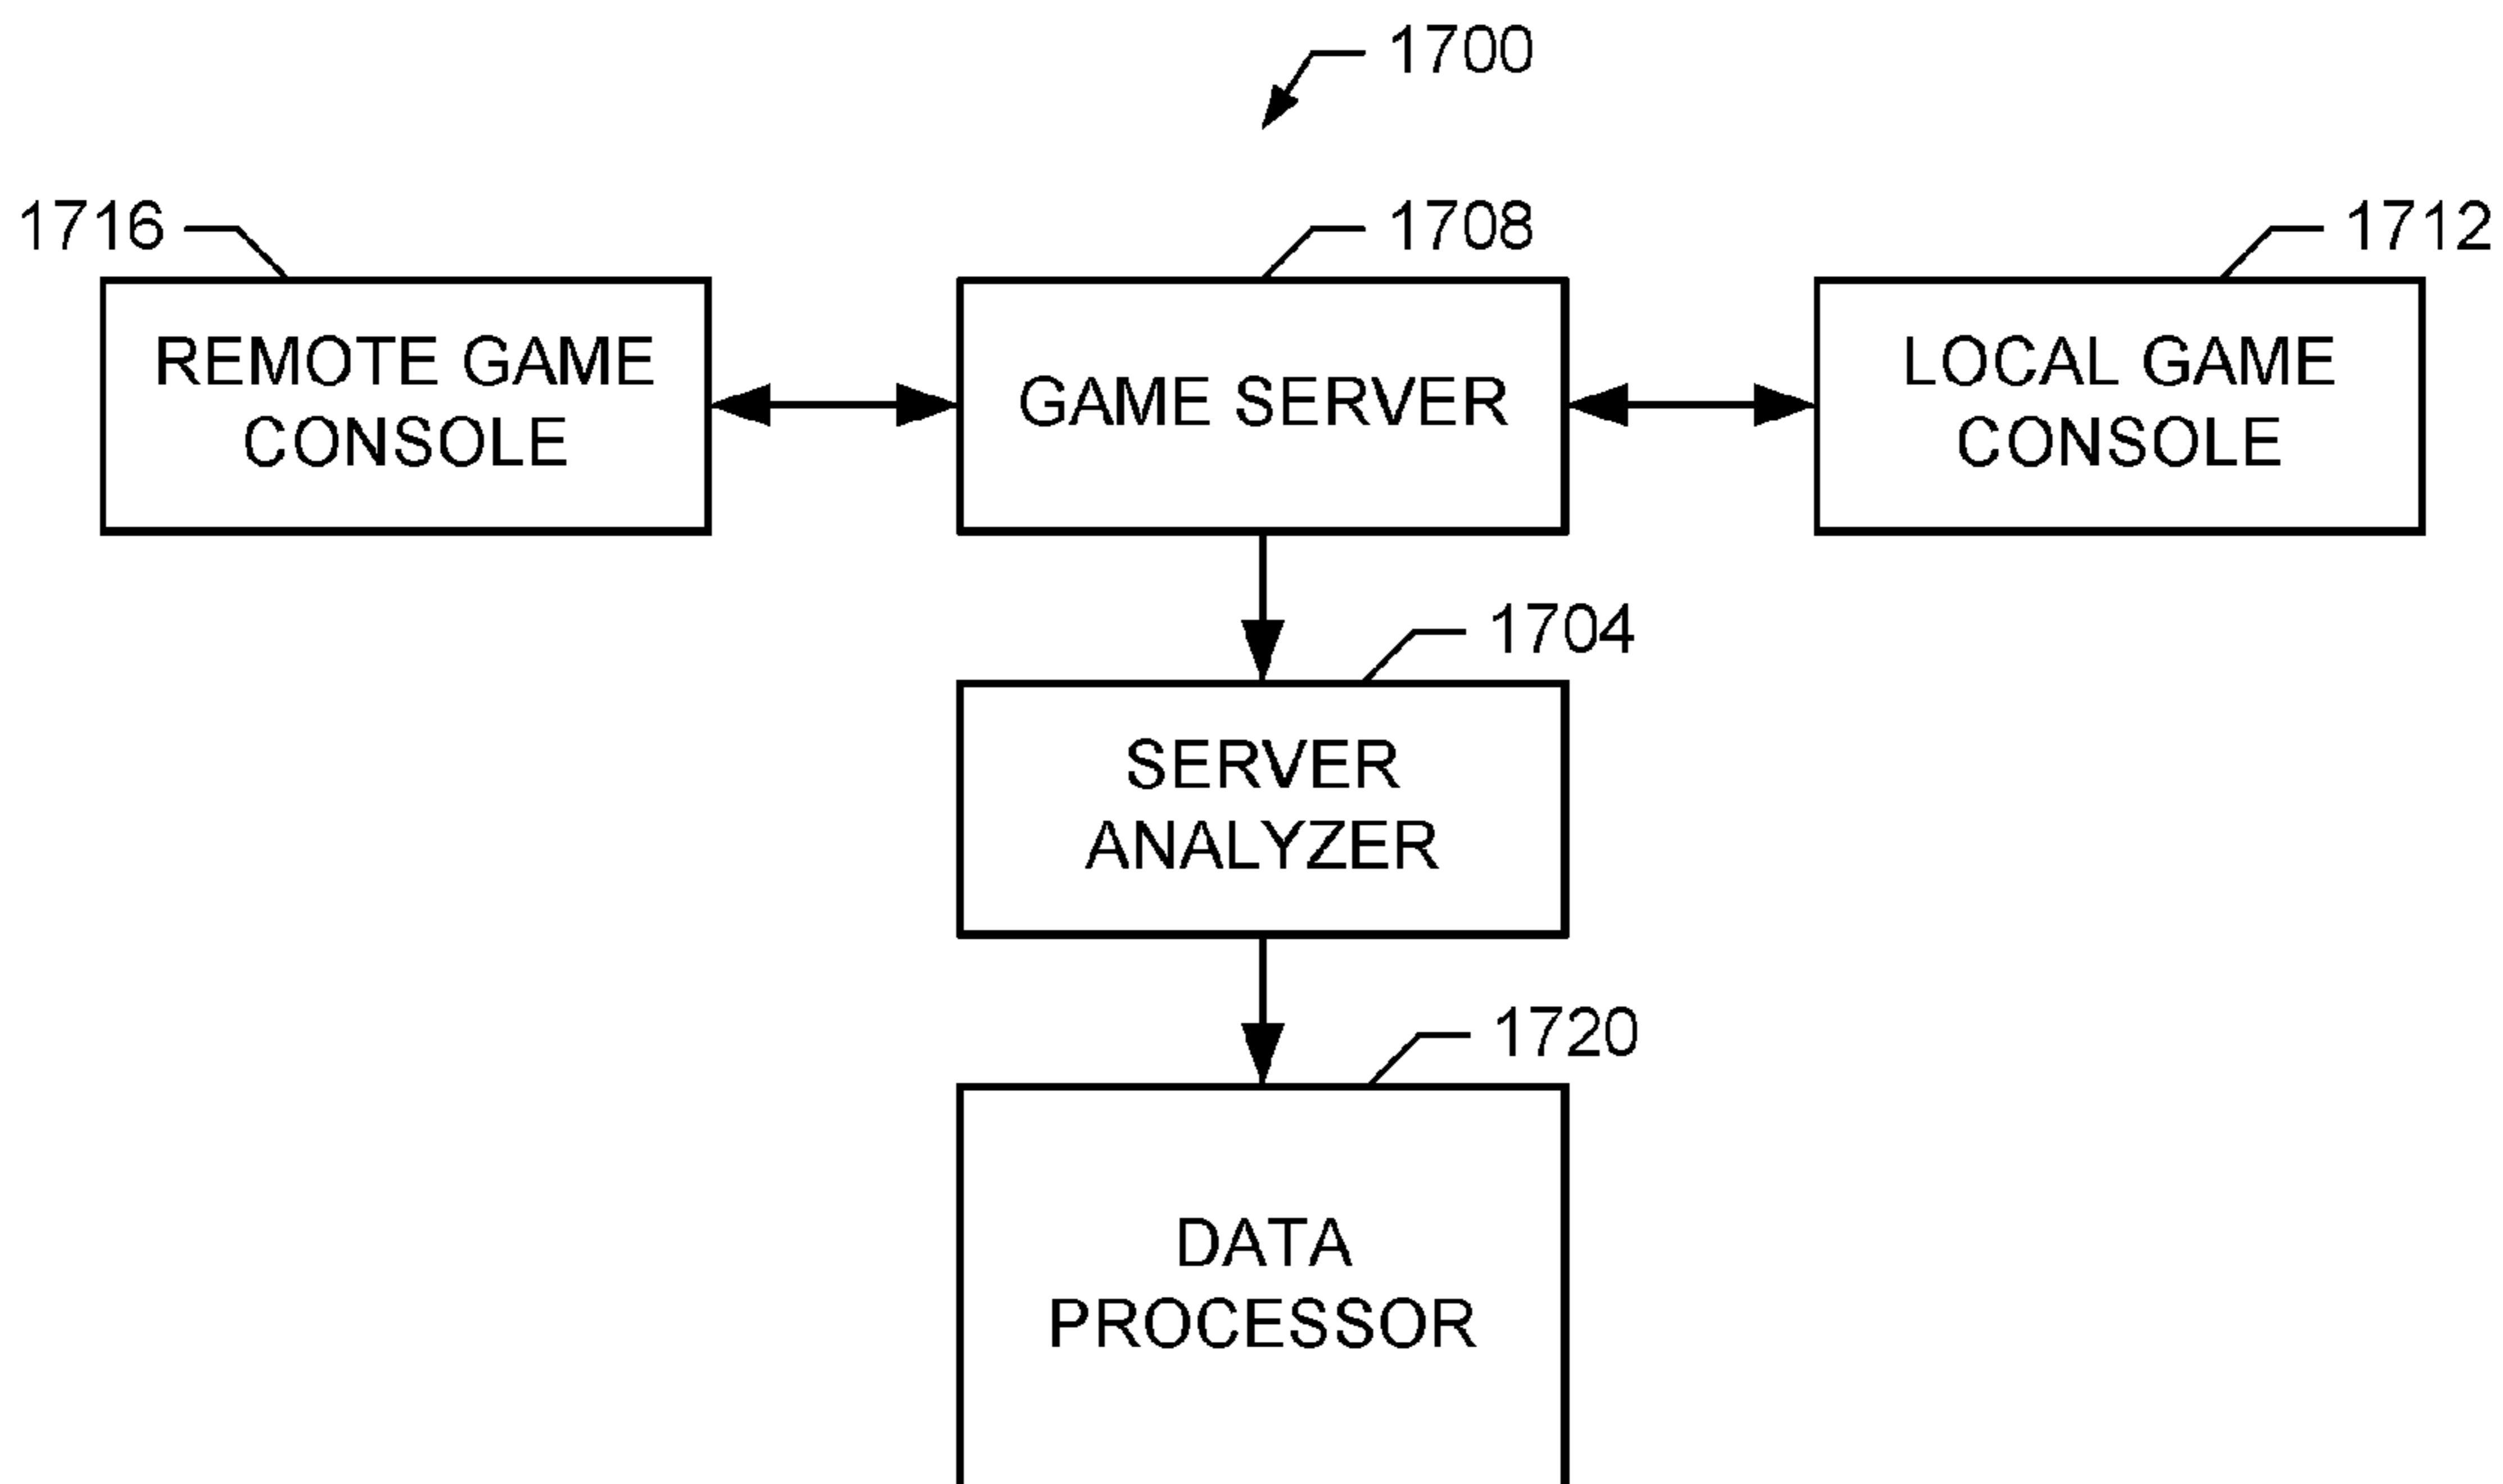 1700
1716
1708
1712
REMOTE GAME
CONSOLE
GAME SERVER
LOCAL GAME
CONSOLE
1704
SERVER
ANALYZER
1720
DATA
PROCESSOR